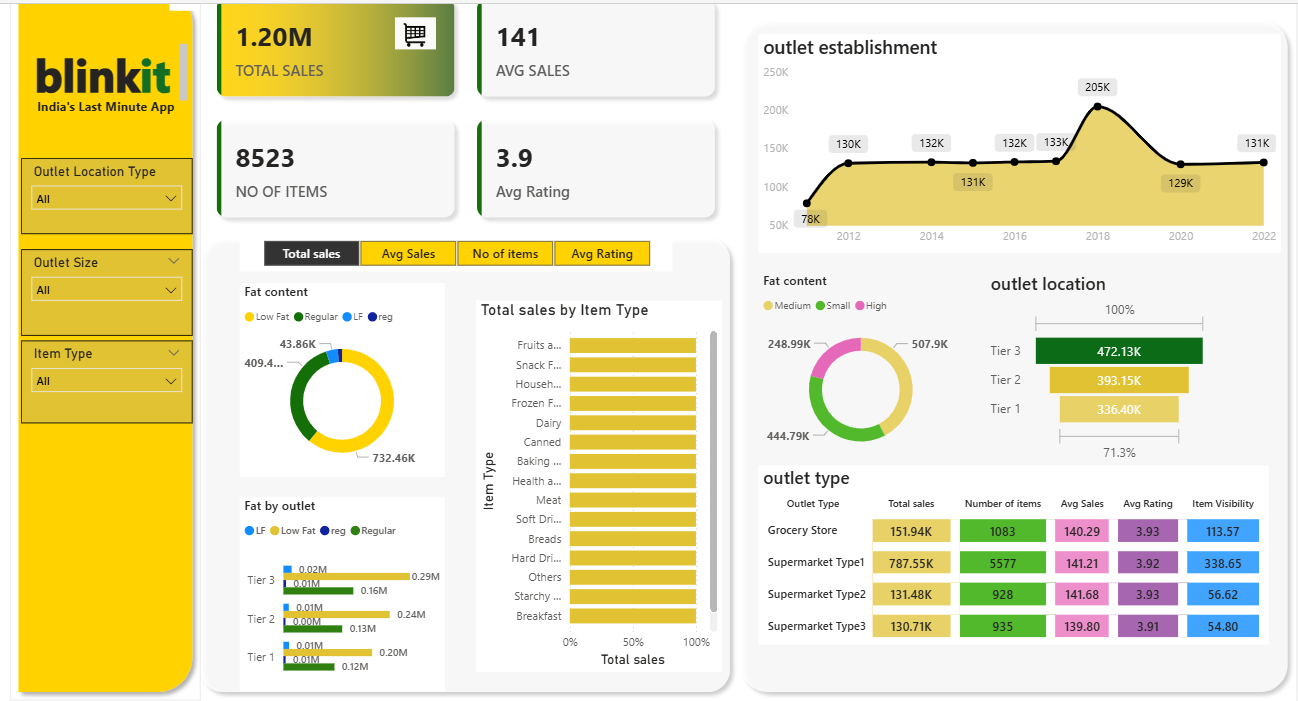 blinkit
India's Last Minute App
Outlet Location Type
All
Outlet Size
All
Item Type
All
1.20M
TOTAL SALES
141
AVG SALES
8523
NO OF ITEMS
3.9
Avg Rating
Total sales
Avg Sales
No of items
Avg Rating
Fat content
Low Fat Regular LF reg
43.86K
409.4...
732.46K
Fat by outlet
LF Low Fat reg Regular
Tier 3
0.02M
0.29M
0.01M
0.16M
Tier 2
0.01M
0.24M
0.00M
0.13M
Tier 1
0.01M
0.20M
0.01M
0.12M
Total sales by Item Type
Item Type
Fruits a...
Snack F...
Househ...
Frozen F...
Dairy
Canned
Baking ...
Health a...
Meat
Soft Dri...
Breads
Hard Dri...
Others
Starchy ...
Breakfast
0% 50% 100%
Total sales
outlet establishment
250K
200K
150K
100K
50K
78K
130K
132K
131K
132K
133K
205K
129K
131K
2012 2014 2016 2018 2020 2022
Fat content
Medium Small High
248.99K
507.9K
444.79K
outlet location
100%
Tier 3 472.13K
Tier 2 393.15K
Tier 1 336.40K
71.3%
outlet type
Outlet Type Total sales Number of items Avg Sales Avg Rating Item Visibility
Grocery Store 151.94K 1083 140.29 3.93 113.57
Supermarket Type1 787.55K 5577 141.21 3.92 338.65
Supermarket Type2 131.48K 928 141.68 3.93 56.62
Supermarket Type3 130.71K 935 139.80 3.91 54.80